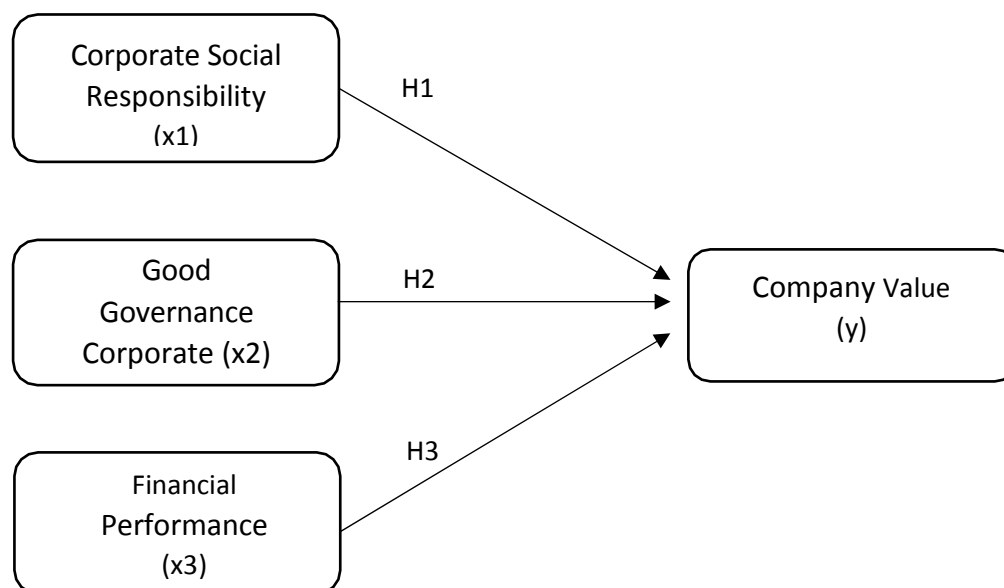 Corporate Social
Responsibility
(x1)
H1
Good
Governance
Corporate (x2)
H2
Company Value
(y)
Financial
Performance
(x3)
H3